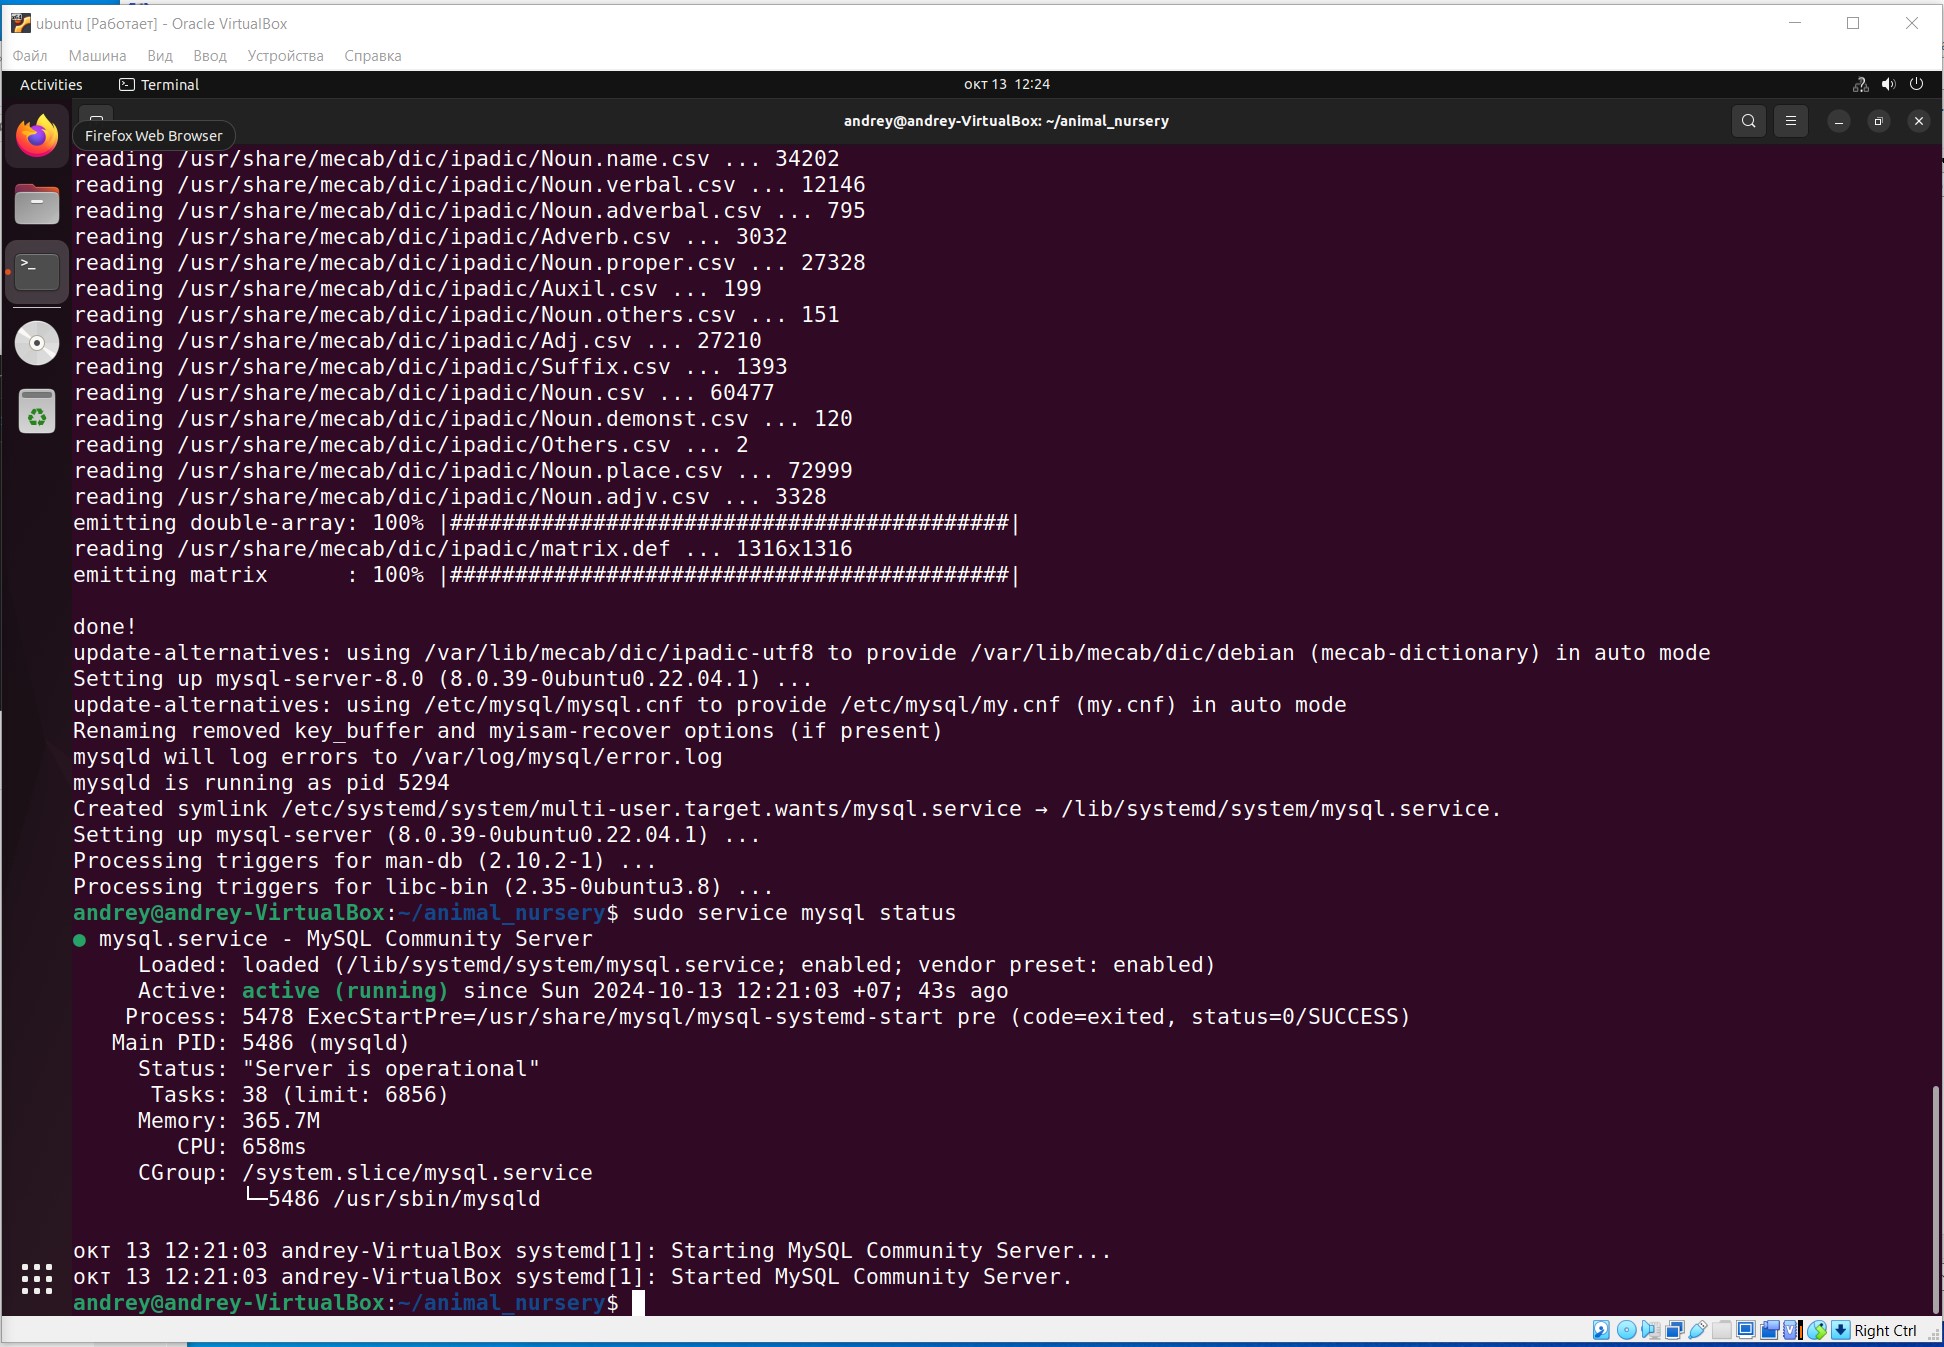 ubuntu [Работает] - Oracle VirtualBox
Файл Машина Вид Ввод Устройства Справка
Activities Terminal окт 13 12:24
andrey@andrey-VirtualBox: ~/animal_nursery
Firefox Web Browser
reading /usr/share/mecab/dic/ipadic/Noun.name.csv ... 34202
reading /usr/share/mecab/dic/ipadic/Noun.verbal.csv ... 12146
reading /usr/share/mecab/dic/ipadic/Noun.adverbal.csv ... 795
reading /usr/share/mecab/dic/ipadic/Adverb.csv ... 3032
reading /usr/share/mecab/dic/ipadic/Noun.proper.csv ... 27328
reading /usr/share/mecab/dic/ipadic/Auxil.csv ... 199
reading /usr/share/mecab/dic/ipadic/Noun.others.csv ... 151
reading /usr/share/mecab/dic/ipadic/Adj.csv ... 27210
reading /usr/share/mecab/dic/ipadic/Suffix.csv ... 1393
reading /usr/share/mecab/dic/ipadic/Noun.csv ... 60477
reading /usr/share/mecab/dic/ipadic/Noun.demonst.csv ... 120
reading /usr/share/mecab/dic/ipadic/Others.csv ... 2
reading /usr/share/mecab/dic/ipadic/Noun.place.csv ... 72999
reading /usr/share/mecab/dic/ipadic/Noun.adjv.csv ... 3328
emitting double-array: 100% |###########################################|
reading /usr/share/mecab/dic/ipadic/matrix.def ... 1316x1316
emitting matrix      : 100% |###########################################|
done!
update-alternatives: using /var/lib/mecab/dic/ipadic-utf8 to provide /var/lib/mecab/dic/debian (mecab-dictionary) in auto mode
Setting up mysql-server-8.0 (8.0.39-0ubuntu0.22.04.1) ...
update-alternatives: using /etc/mysql/mysql.cnf to provide /etc/mysql/my.cnf (my.cnf) in auto mode
Renaming removed key_buffer and myisam-recover options (if present)
mysqld will log errors to /var/log/mysql/error.log
mysqld is running as pid 5294
Created symlink /etc/systemd/system/multi-user.target.wants/mysql.service → /lib/systemd/system/mysql.service.
Setting up mysql-server (8.0.39-0ubuntu0.22.04.1) ...
Processing triggers for man-db (2.10.2-1) ...
Processing triggers for libc-bin (2.35-0ubuntu3.8) ...
andrey@andrey-VirtualBox:~/animal_nursery$ sudo service mysql status
● mysql.service - MySQL Community Server
Loaded: loaded (/lib/systemd/system/mysql.service; enabled; vendor preset: enabled)
Active: active (running) since Sun 2024-10-13 12:21:03 +07; 43s ago
Process: 5478 ExecStartPre=/usr/share/mysql/mysql-systemd-start pre (code=exited, status=0/SUCCESS)
Main PID: 5486 (mysqld)
Status: "Server is operational"
Tasks: 38 (limit: 6856)
Memory: 365.7M
CPU: 658ms
CGroup: /system.slice/mysql.service
└─5486 /usr/sbin/mysqld
окт 13 12:21:03 andrey-VirtualBox systemd[1]: Starting MySQL Community Server...
окт 13 12:21:03 andrey-VirtualBox systemd[1]: Started MySQL Community Server.
andrey@andrey-VirtualBox:~/animal_nursery$
Right Ctrl